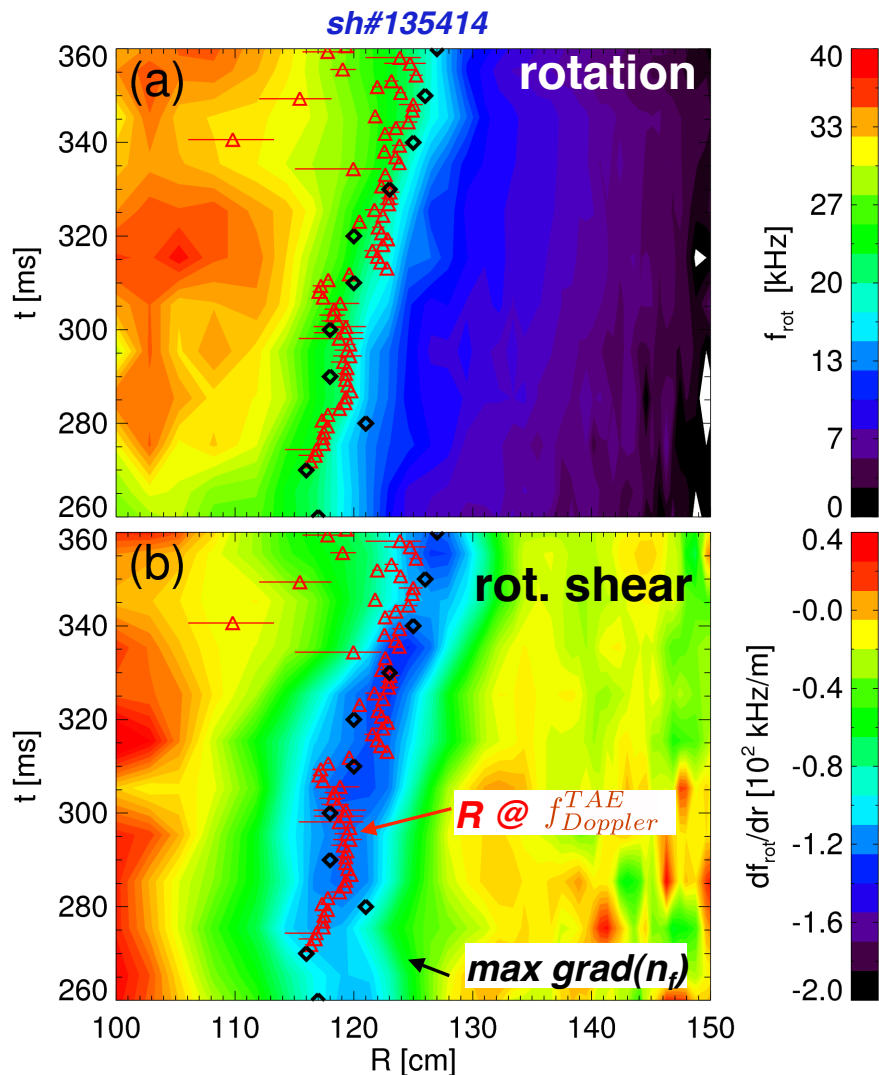 sh#135414
(a)
rotation
360
340
320
300
280
260
t [ms]
40
33
27
20
13
7
0
f_rot [kHz]
(b)
rot. shear
360
340
320
300
280
260
t [ms]
R @ f^{TAE}_{Doppler}
max grad(n_f)
100 110 120 130 140 150
R [cm]
0.4
-0.0
-0.4
-0.8
-1.2
-1.6
-2.0
df_rot/dr [10^2 kHz/m]